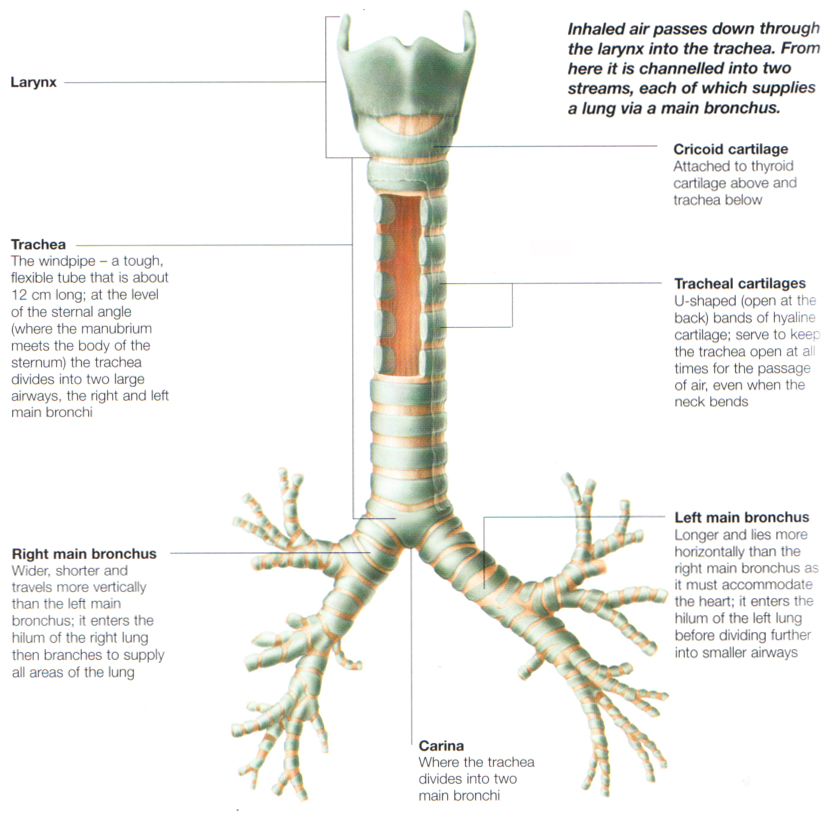 Inhaled air passes down through
the larynx into the trachea. From
here it is channelled into two
streams, each of which supplies
a lung via a main bronchus.
Larynx
Cricoid cartilage
Attached to thyroid
cartilage above and
trachea below
Trachea
The windpipe – a tough,
flexible tube that is about
12 cm long; at the level
of the sternal angle
(where the manubrium
meets the body of the
sternum) the trachea
divides into two large
airways, the right and left
main bronchi
Tracheal cartilages
U-shaped (open at the
back) bands of hyaline
cartilage; serve to keep
the trachea open at all
times for the passage
of air, even when the
neck bends
Right main bronchus
Wider, shorter and
travels more vertically
than the left main
bronchus; it enters the
hilum of the right lung
then branches to supply
all areas of the lung
Left main bronchus
Longer and lies more
horizontally than the
right main bronchus as
it must accommodate
the heart; it enters the
hilum of the left lung
before dividing further
into smaller airways
Carina
Where the trachea
divides into two
main bronchi